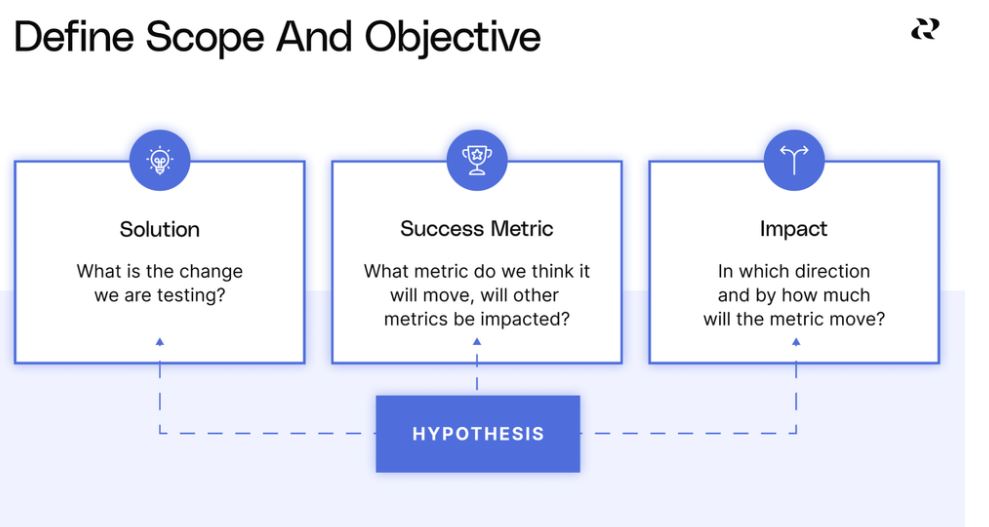 Define Scope And Objective
Solution
What is the change
we are testing?
Success Metric
What metric do we think it
will move, will other
metrics be impacted?
Impact
In which direction
and by how much
will the metric move?
HYPOTHESIS